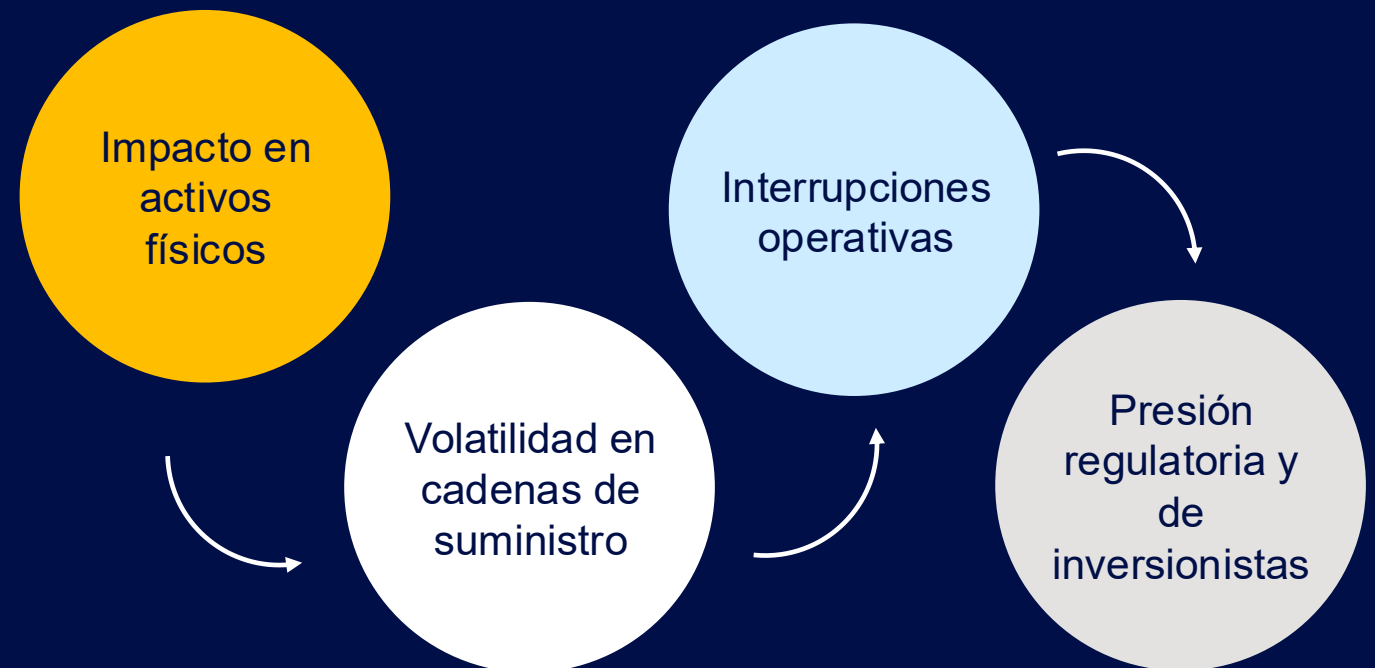 Impacto en
activos
físicos
Volatilidad en
cadenas de
suministro
Interrupciones
operativas
Presión
regulatoria y
de
inversionistas